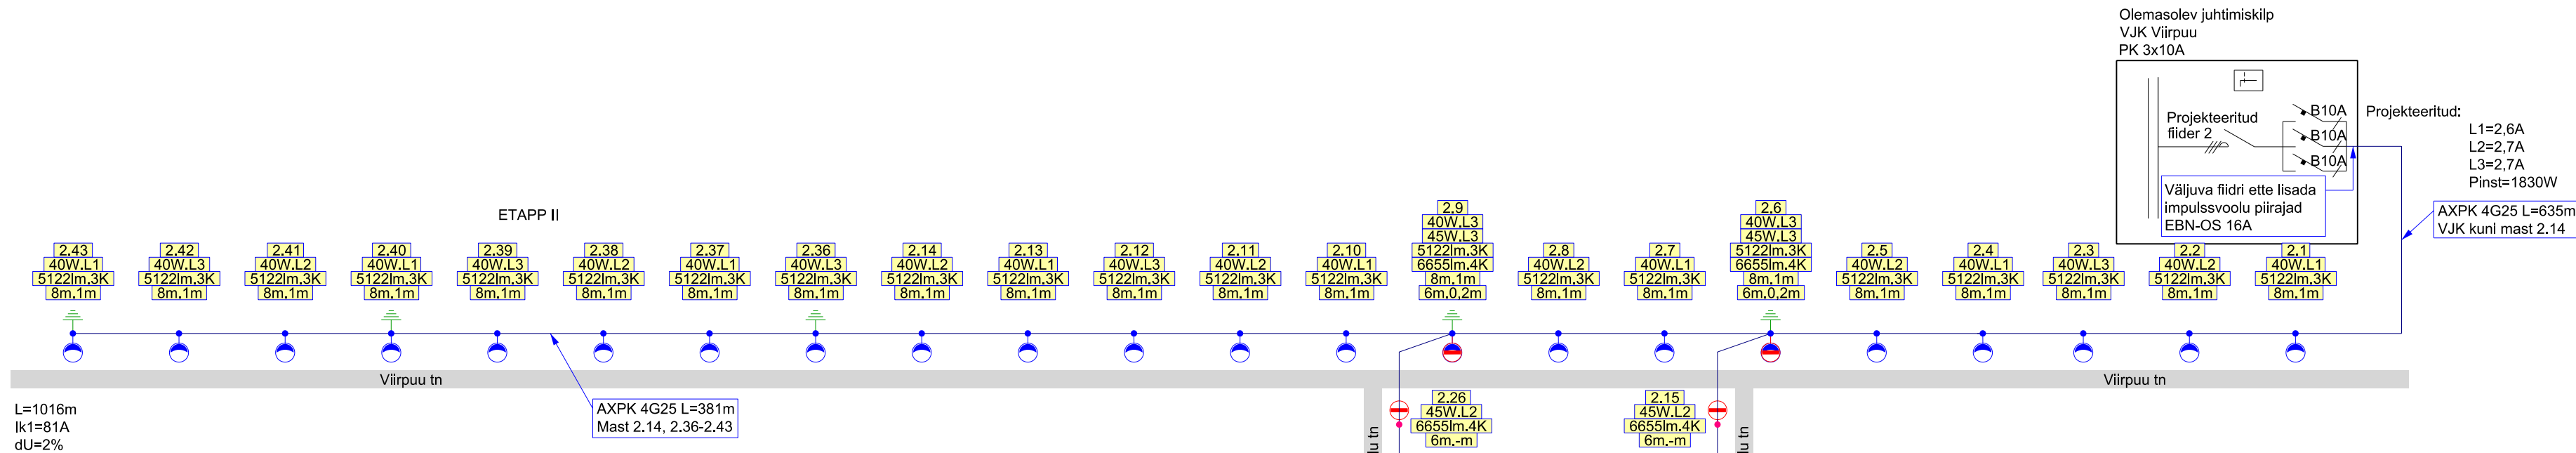 Olemasolev juhtimiskilp
VJK Viirpuu
PK 3x10A
Projekteeritud
fiider 2
B10A
B10A
B10A
Väljuva fiidri ette lisada
impulssvoolu piirajad
EBN-OS 16A
Projekteeritud:
L1=2,6A
L2=2,7A
L3=2,7A
Pinst=1830W
AXPK 4G25 L=635m
VJK kuni mast 2.14
ETAPP II
2.43
40W.L1
5122lm.3K
8m.1m
2.42
40W.L3
5122lm.3K
8m.1m
2.41
40W.L2
5122lm.3K
8m.1m
2.40
40W.L1
5122lm.3K
8m.1m
2.39
40W.L3
5122lm.3K
8m.1m
2.38
40W.L2
5122lm.3K
8m.1m
2.37
40W.L1
5122lm.3K
8m.1m
2.36
40W.L3
5122lm.3K
8m.1m
2.14
40W.L2
5122lm.3K
8m.1m
2.13
40W.L1
5122lm.3K
8m.1m
2.12
40W.L3
5122lm.3K
8m.1m
2.11
40W.L2
5122lm.3K
8m.1m
2.10
40W.L1
5122lm.3K
8m.1m
2.9
40W.L3
45W.L3
5122lm.3K
6655lm.4K
8m.1m
6m.0,2m
2.8
40W.L2
5122lm.3K
8m.1m
2.7
40W.L1
5122lm.3K
8m.1m
2.6
40W.L3
45W.L3
5122lm.3K
6655lm.4K
8m.1m
6m.0,2m
2.5
40W.L2
5122lm.3K
8m.1m
2.4
40W.L1
5122lm.3K
8m.1m
2.3
40W.L3
5122lm.3K
8m.1m
2.2
40W.L2
5122lm.3K
8m.1m
2.1
40W.L1
5122lm.3K
8m.1m
Viirpuu tn
Viirpuu tn
L=1016m
Ik1=81A
dU=2%
AXPK 4G25 L=381m
Mast 2.14, 2.36-2.43
lu tn
2.26
45W.L2
6655lm.4K
6m.-m
2.15
45W.L2
6655lm.4K
6m.-m
lu tn